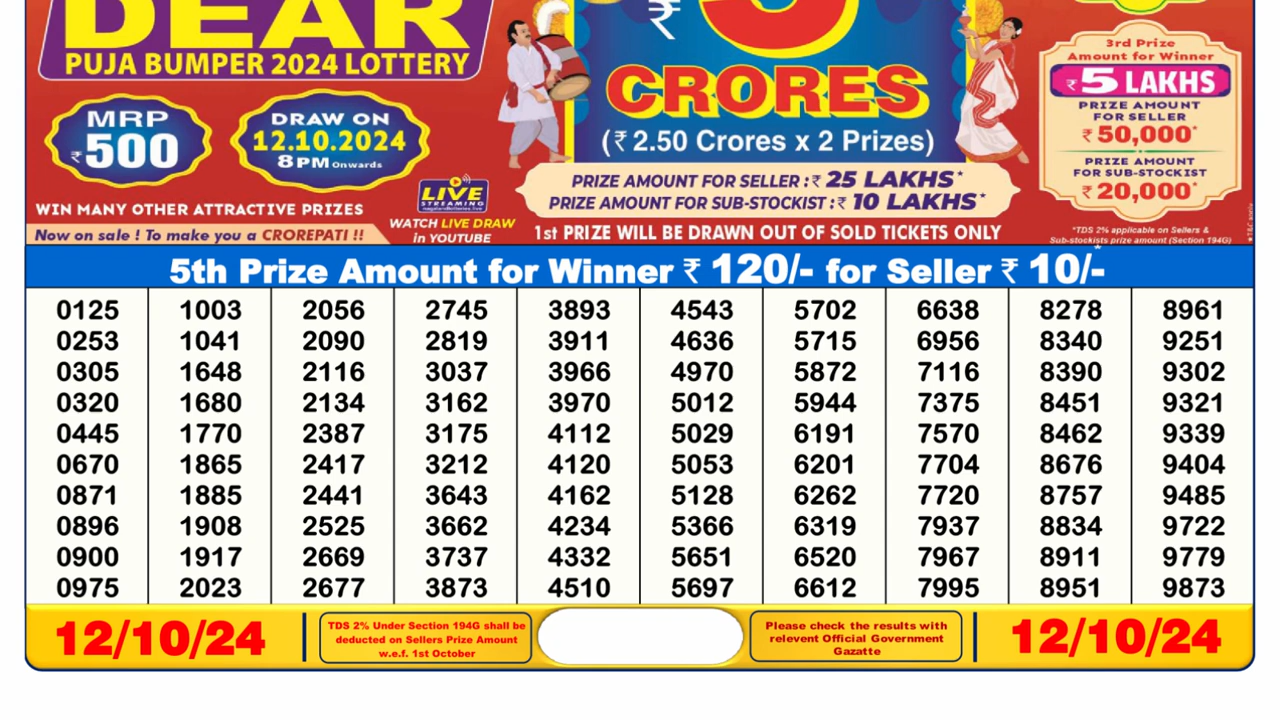 DEAR
PUJA BUMPER 2024 LOTTERY
MRP
₹500
DRAW ON
12.10.2024
8PM Onwards
WIN MANY OTHER ATTRACTIVE PRIZES
Now on sale ! To make you a CROREPATI !!
LIVE
STREAMING
WATCH LIVE DRAW
in YOUTUBE
₹ 5
CRORES
(₹ 2.50 Crores x 2 Prizes)
PRIZE AMOUNT FOR SELLER :₹ 25 LAKHS*
PRIZE AMOUNT FOR SUB-STOCKIST :₹ 10 LAKHS*
1st PRIZE WILL BE DRAWN OUT OF SOLD TICKETS ONLY
3rd Prize
Amount for Winner
₹5 LAKHS
PRIZE AMOUNT
FOR SELLER
₹50,000*
PRIZE AMOUNT
FOR SUB-STOCKIST
₹20,000*
*TDS 2% applicable on Sellers &
Sub-stockists prize amount (Section 194G)
5th Prize Amount for Winner ₹ 120/- for Seller ₹ 10/-*
0125 1003 2056 2745 3893 4543 5702 6638 8278 8961
0253 1041 2090 2819 3911 4636 5715 6956 8340 9251
0305 1648 2116 3037 3966 4970 5872 7116 8390 9302
0320 1680 2134 3162 3970 5012 5944 7375 8451 9321
0445 1770 2387 3175 4112 5029 6191 7570 8462 9339
0670 1865 2417 3212 4120 5053 6201 7704 8676 9404
0871 1885 2441 3643 4162 5128 6262 7720 8757 9485
0896 1908 2525 3662 4234 5366 6319 7937 8834 9722
0900 1917 2669 3737 4332 5651 6520 7967 8911 9779
0975 2023 2677 3873 4510 5697 6612 7995 8951 9873
12/10/24
TDS 2% Under Section 194G shall be
deducted on Sellers Prize Amount
w.e.f. 1st October
Please check the results with
relevent Official Government
Gazatte
12/10/24